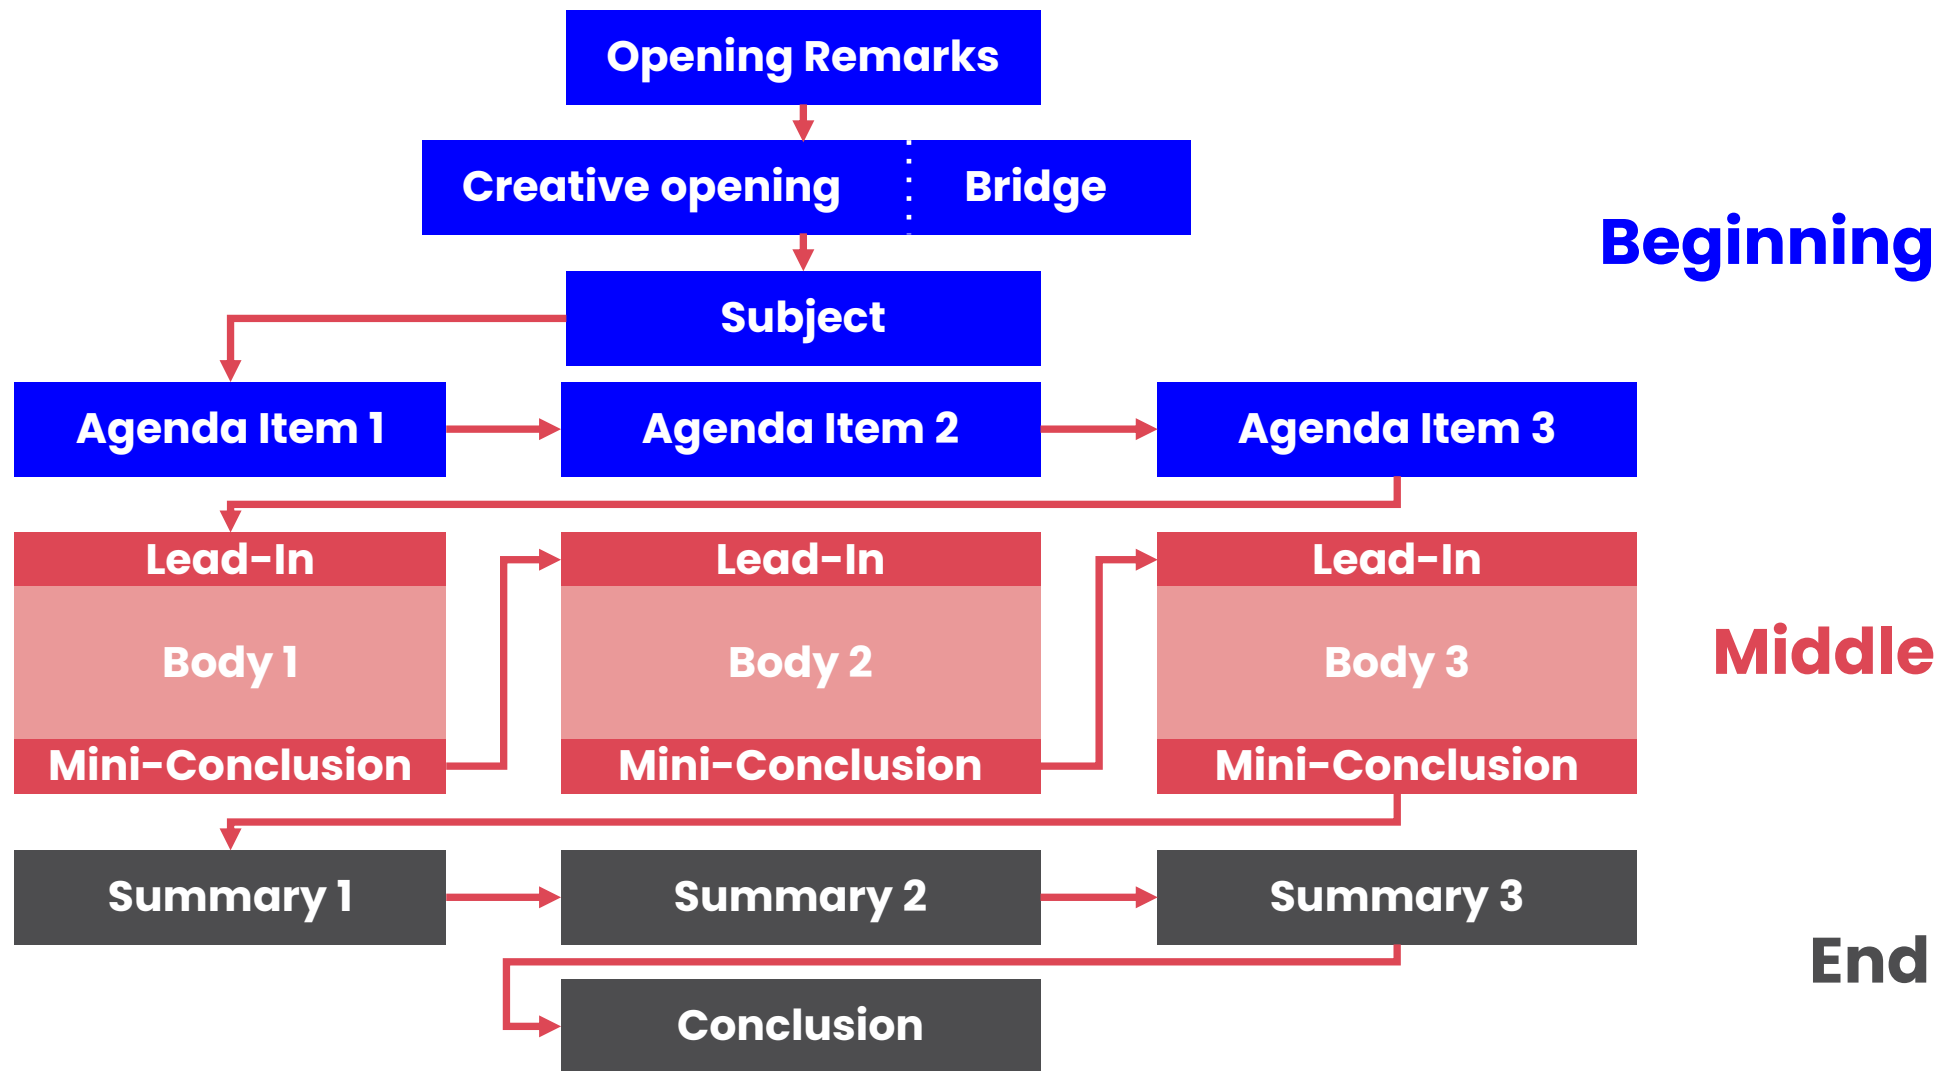 Opening Remarks
Creative opening
Bridge
Beginning
Subject
Agenda Item 1
Agenda Item 2
Agenda Item 3
Lead-In
Lead-In
Lead-In
Body 1
Body 2
Body 3
Middle
Mini-Conclusion
Mini-Conclusion
Mini-Conclusion
Summary 1
Summary 2
Summary 3
End
Conclusion